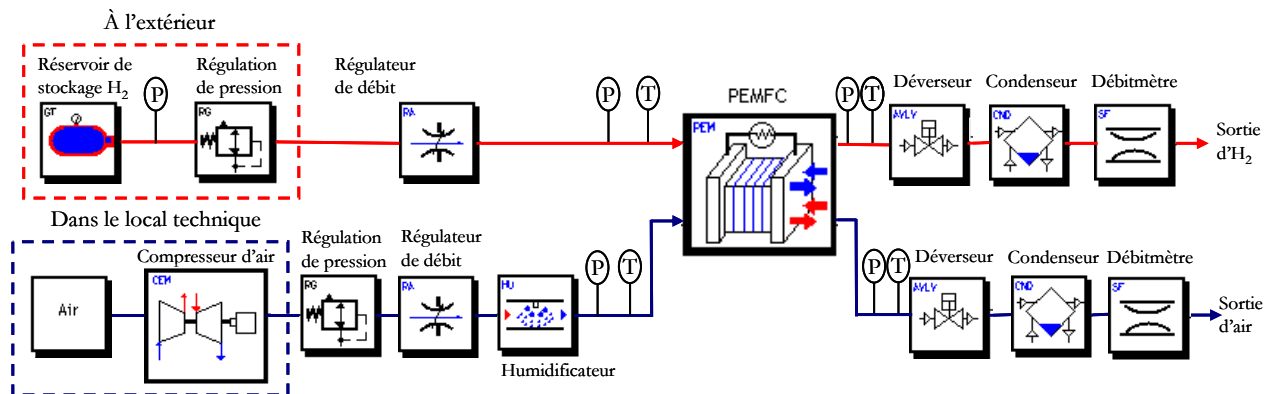 À l'extérieur
Réservoir de
stockage H2
Régulation
de pression
Régulateur
de débit
PEMFC
Déverseur
Condenseur
Débitmètre
GT
P
RG
RA
P
T
PEM
P
T
AVLV
CND
SF
Sortie
d'H2
Dans le local technique
Compresseur d'air
Régulation
de pression
Régulateur
de débit
Déverseur
Condenseur
Débitmètre
Air
CEM
RG
RA
HU
P
T
P
T
AVLV
CND
SF
Sortie
d'air
Humidificateur